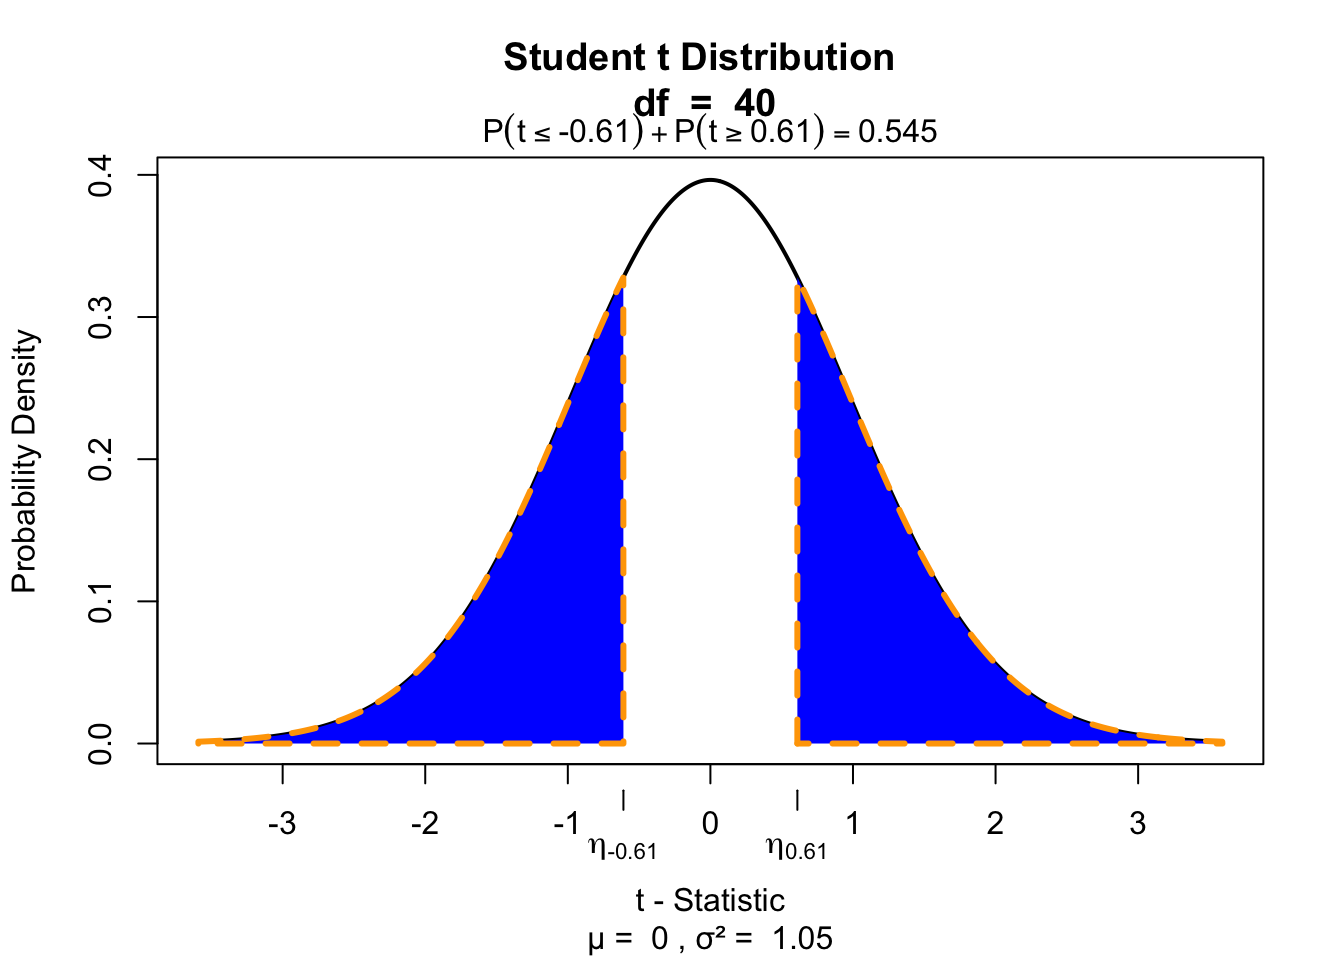 Student t Distribution
df = 40
P(t ≤ -0.61) + P(t ≥ 0.61) = 0.545
Probability Density
0.4
0.3
0.2
0.1
0.0
-3 -2 -1 0 1 2 3
η-0.61 η0.61
t - Statistic
μ = 0 , σ² = 1.05